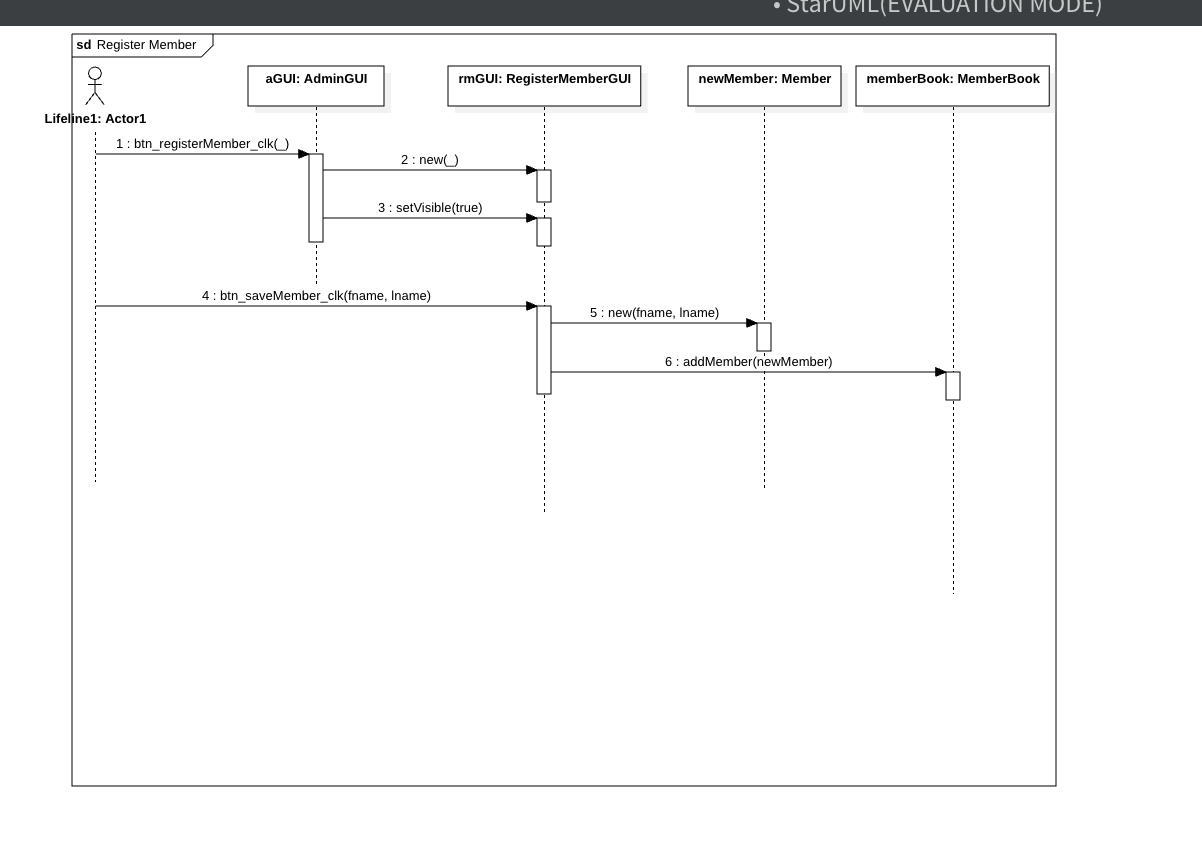 • StarUML(EVALUATION MODE)
sd Register Member
aGUI: AdminGUI
rmGUI: RegisterMemberGUI
newMember: Member
memberBook: MemberBook
Lifeline1: Actor1
1 : btn_registerMember_clk(_)
2 : new(_)
3 : setVisible(true)
4 : btn_saveMember_clk(fname, lname)
5 : new(fname, lname)
6 : addMember(newMember)